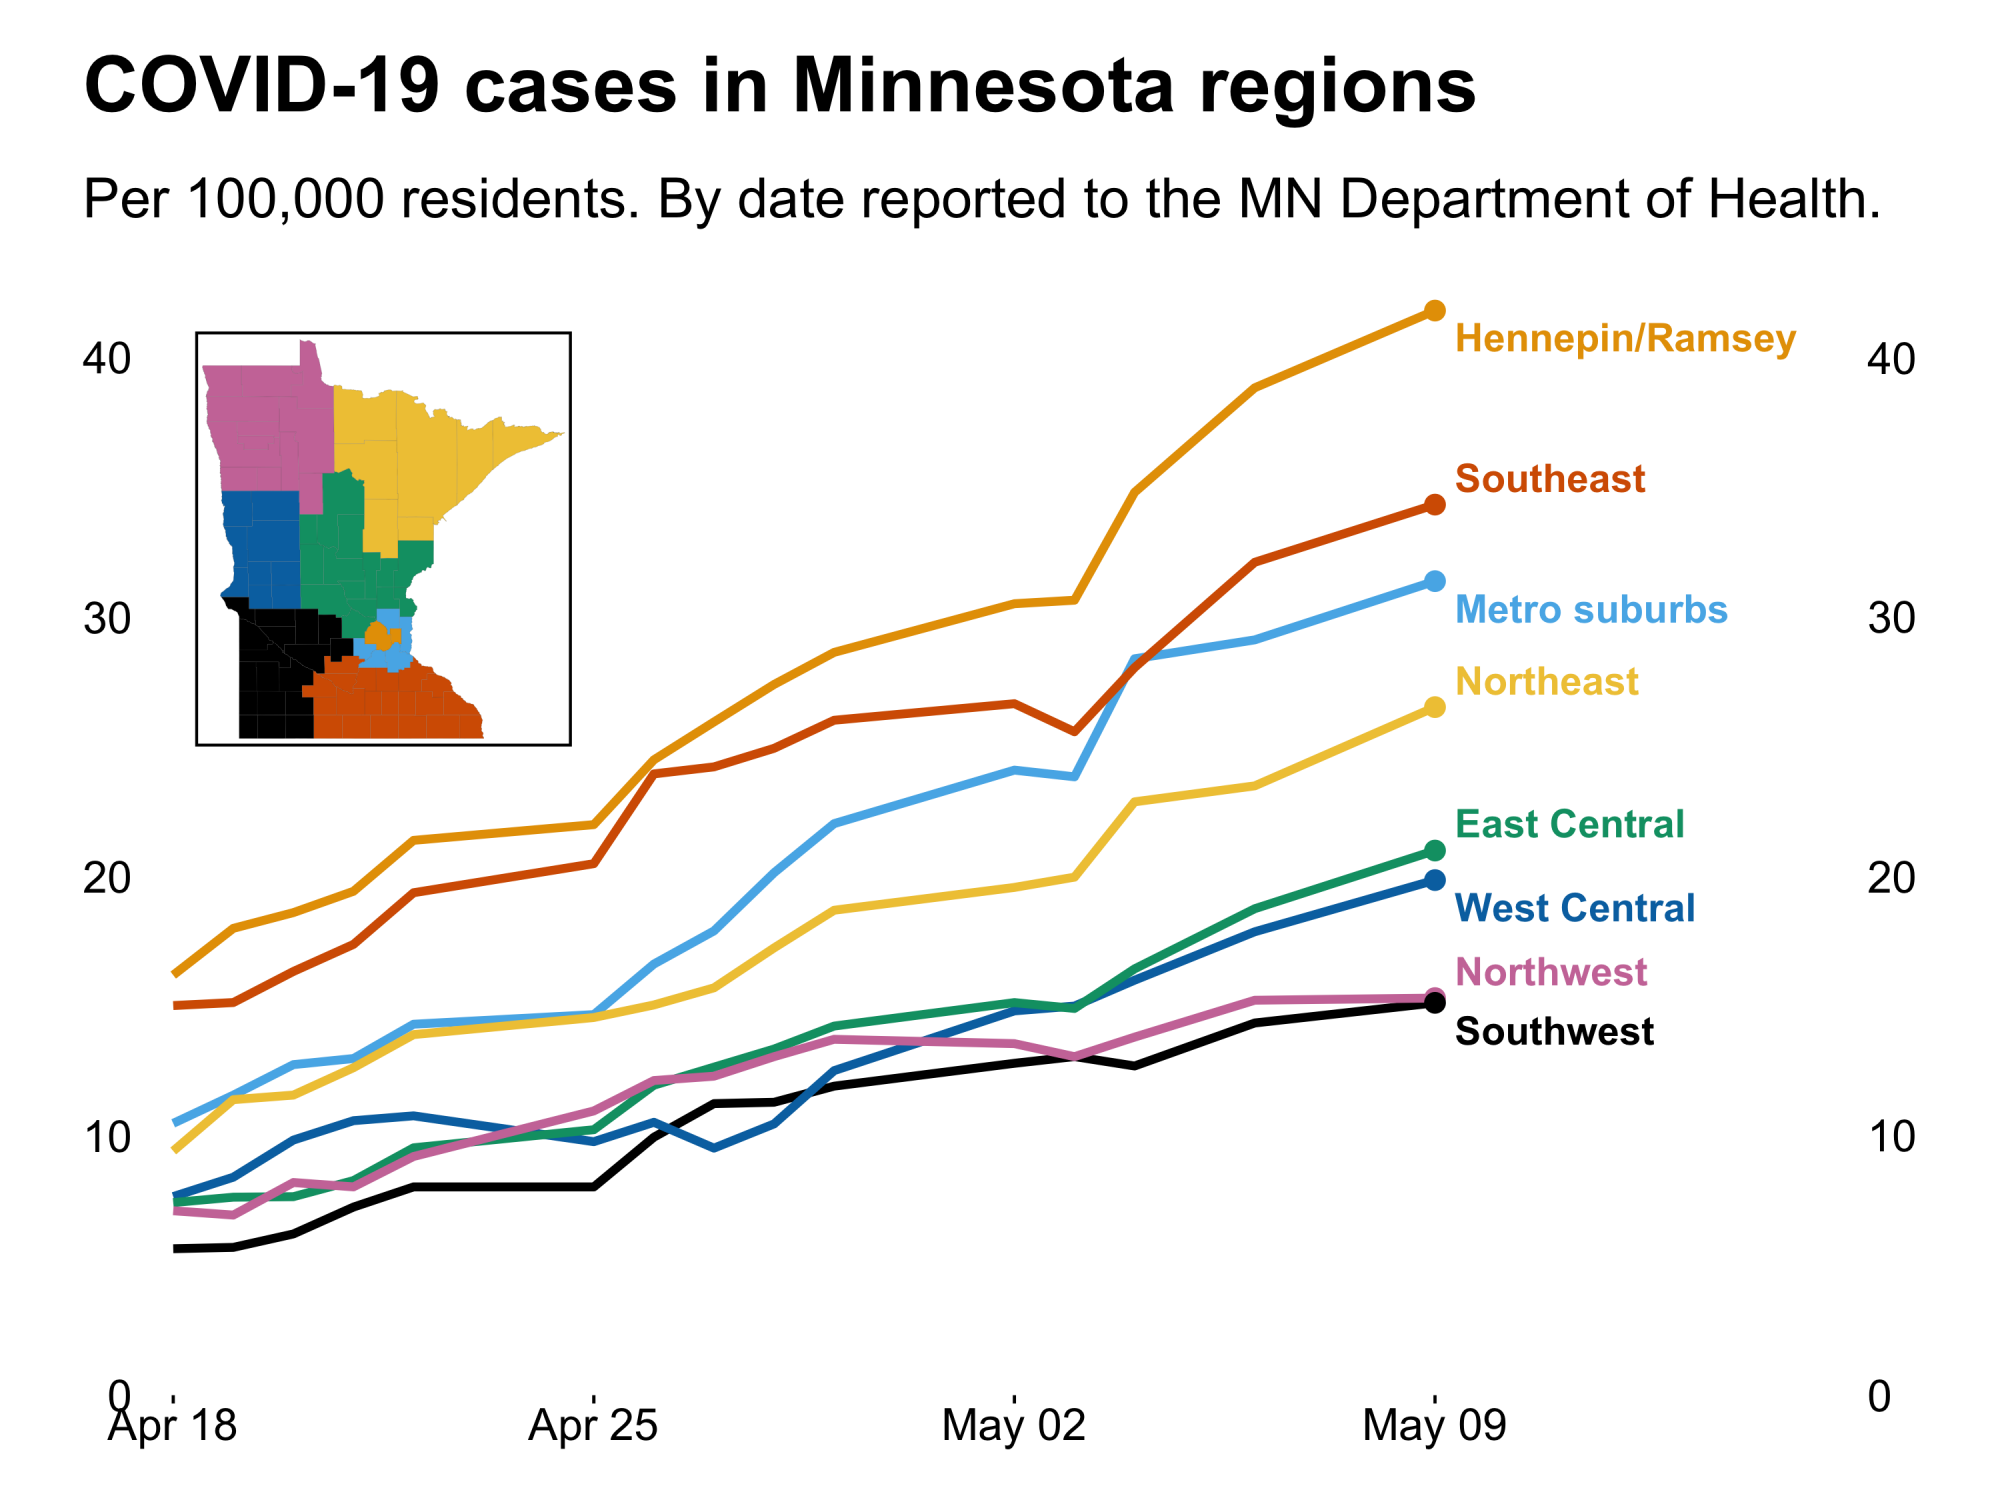 COVID-19 cases in Minnesota regions
Per 100,000 residents. By date reported to the MN Department of Health.
40
30
20
10
0
Hennepin/Ramsey
Southeast
Metro suburbs
Northeast
East Central
West Central
Northwest
Southwest
40
30
20
10
0
Apr 18
Apr 25
May 02
May 09